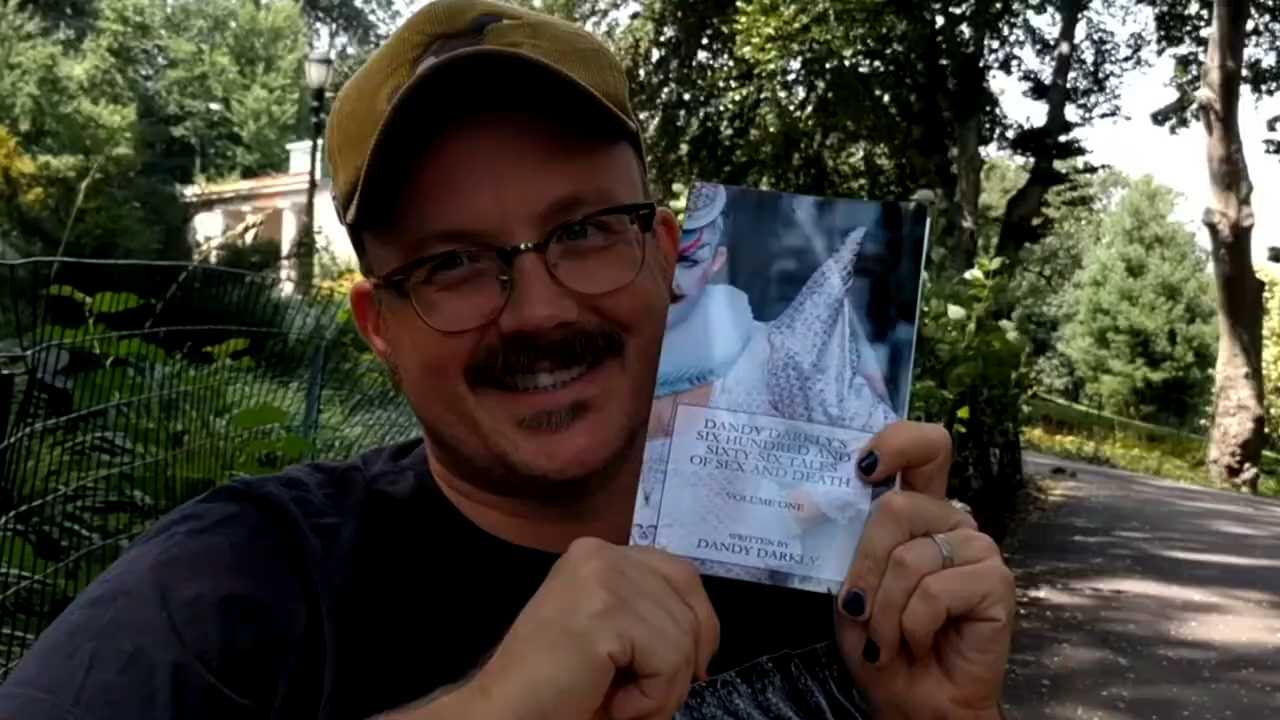 DANDY DARKLY'S
SIX HUNDRED AND
SIXTY-SIX TALES
OF SEX AND DEATH
VOLUME ONE
WRITTEN BY
DANDY DARKLY